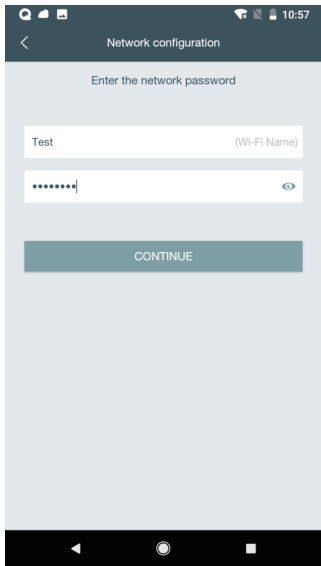 10:57
Network configuration
Enter the network password
Test (Wi-Fi Name)
••••••••
CONTINUE